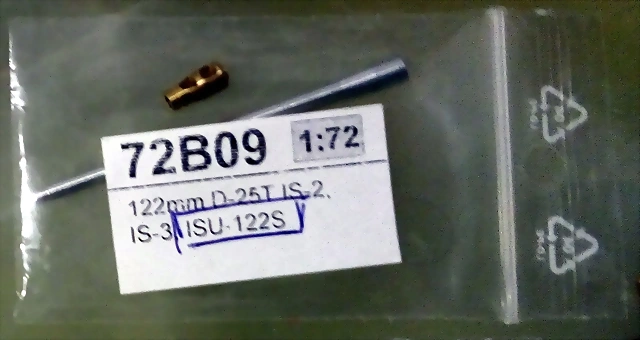 72B09 1:72
122mm D-25T IS-2,
IS-3 ISU-122S